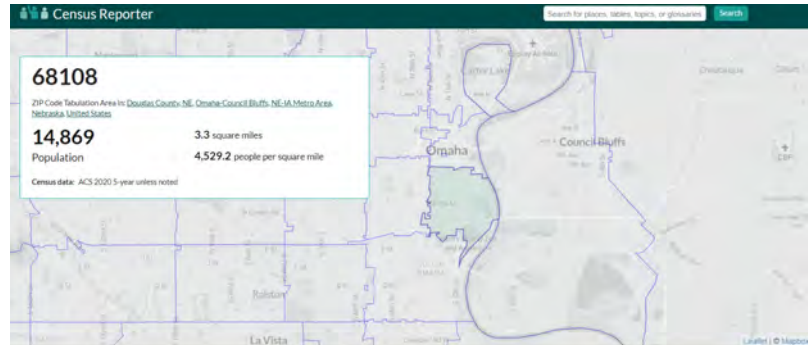 Census Reporter
Search for places, tables, topics, or glossaries
Search
68108
ZIP Code Tabulation Area in: Douglas County, NE, Omaha-Council Bluffs, NE-IA Metro Area,
Nebraska, United States
14,869
Population
3.3 square miles
4,529.2 people per square mile
Census data: ACS 2020 5-year unless noted
Carter Lake
Omaha
Council Bluffs
Ralston
La Vista
Leaflet | © Mapbox